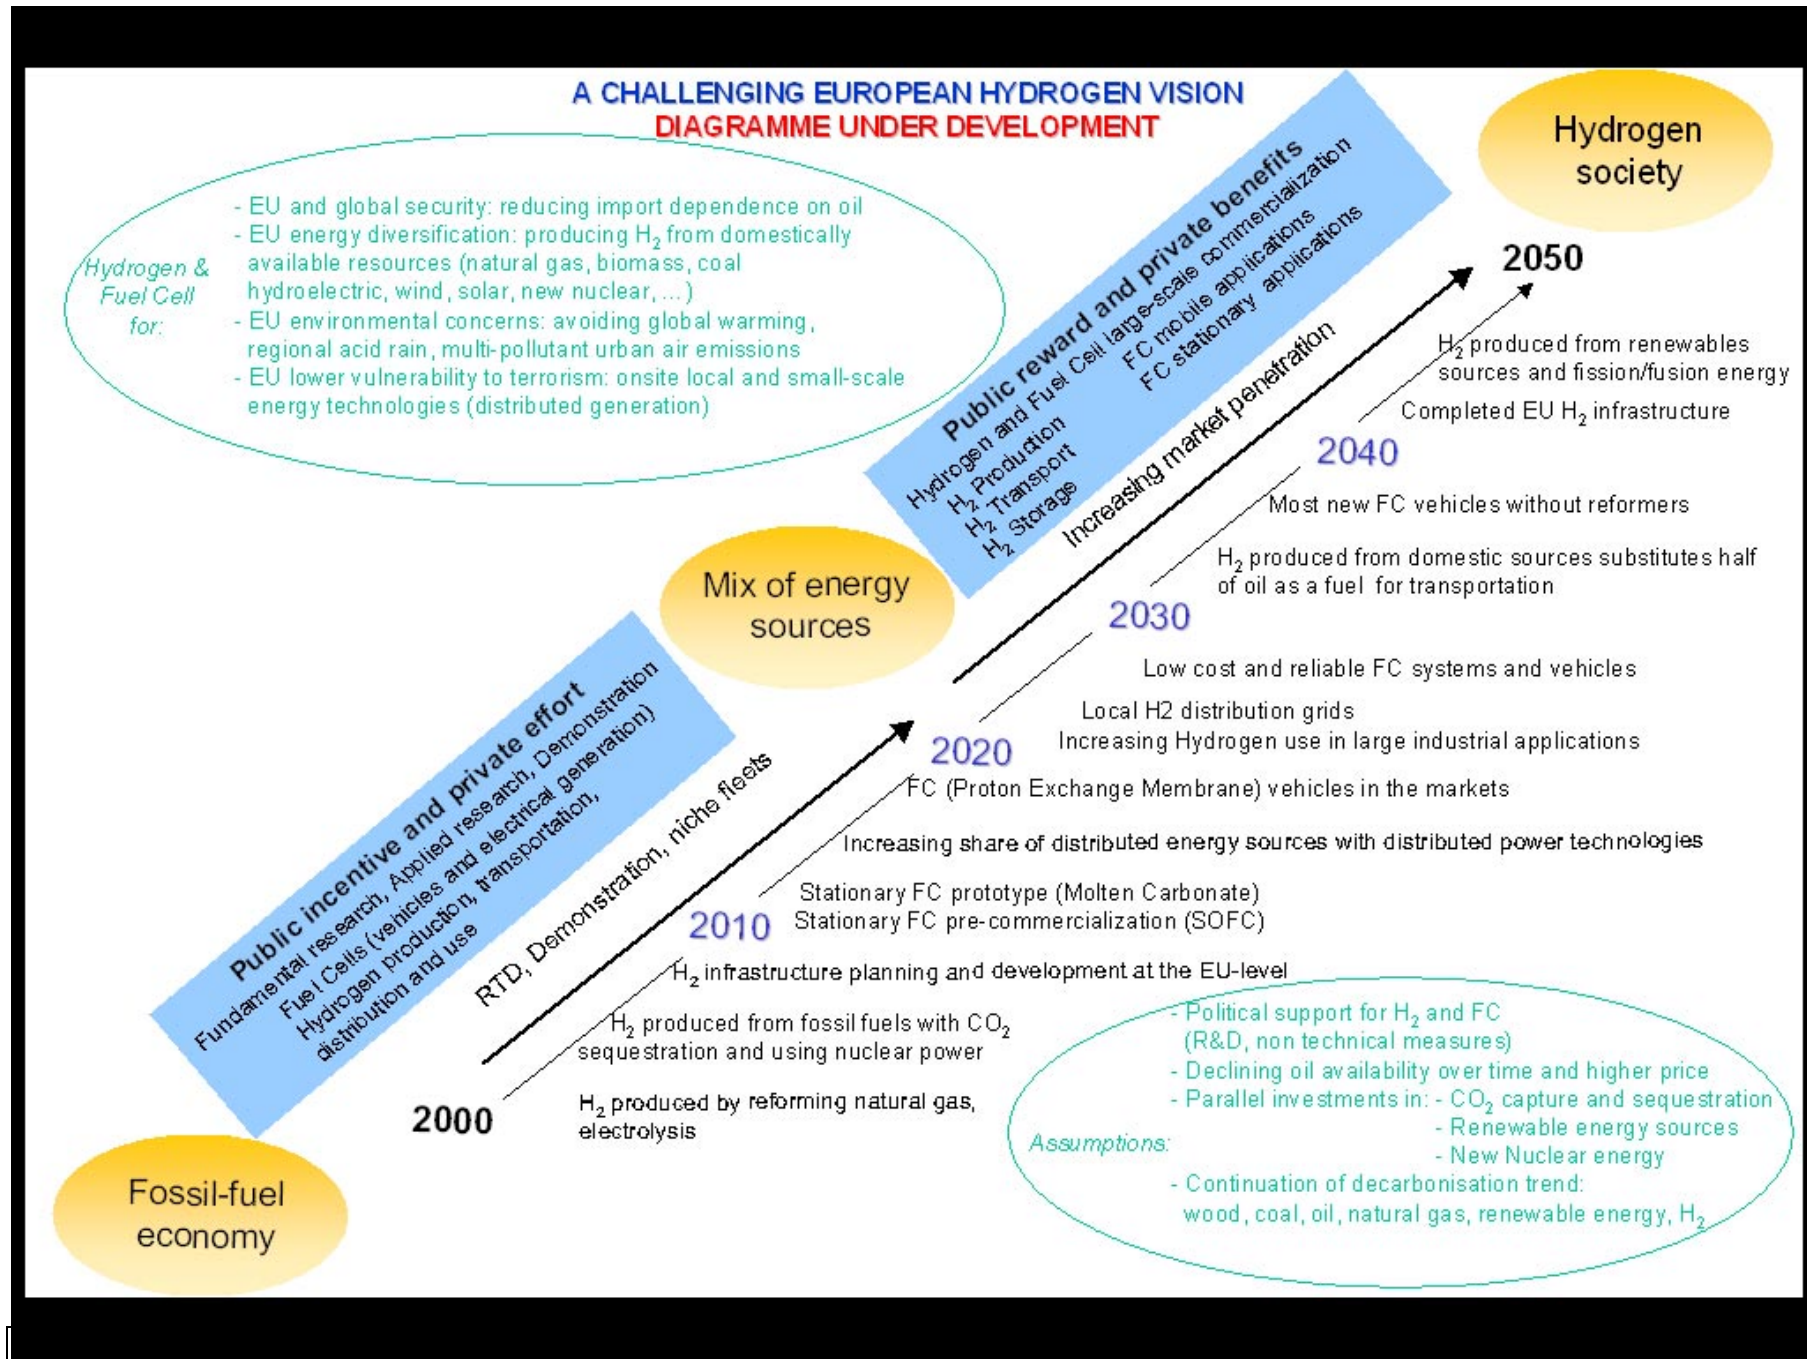 A CHALLENGING EUROPEAN HYDROGEN VISION
DIAGRAMME UNDER DEVELOPMENT
Hydrogen &
Fuel Cell
for:
- EU and global security: reducing import dependence on oil
- EU energy diversification: producing H2 from domestically
available resources (natural gas, biomass, coal
hydroelectric, wind, solar, new nuclear, ...)
- EU environmental concerns: avoiding global warming,
regional acid rain, multi-pollutant urban air emissions
- EU lower vulnerability to terrorism: onsite local and small-scale
energy technologies (distributed generation)
Public reward and private benefits
Hydrogen and Fuel Cell large-scale commercialization
H2 Production
H2 Transport
H2 Storage
FC mobile applications
FC stationary applications
Increasing market penetration
Hydrogen
society
2050
H2 produced from renewables
sources and fission/fusion energy
Completed EU H2 infrastructure
2040
Most new FC vehicles without reformers
H2 produced from domestic sources substitutes half
of oil as a fuel for transportation
2030
Low cost and reliable FC systems and vehicles
Local H2 distribution grids
Increasing Hydrogen use in large industrial applications
2020
FC (Proton Exchange Membrane) vehicles in the markets
Increasing share of distributed energy sources with distributed power technologies
Stationary FC prototype (Molten Carbonate)
Stationary FC pre-commercialization (SOFC)
2010
H2 infrastructure planning and development at the EU-level
H2 produced from fossil fuels with CO2
sequestration and using nuclear power
H2 produced by reforming natural gas,
electrolysis
2000
Mix of energy
sources
Public incentive and private effort
Fundamental research, Applied research, Demonstration
Fuel Cells (vehicles and electrical generation)
Hydrogen production, transportation,
distribution and use
RTD, Demonstration, niche fleets
Fossil-fuel
economy
Assumptions:
- Political support for H2 and FC
(R&D, non technical measures)
- Declining oil availability over time and higher price
- Parallel investments in: - CO2 capture and sequestration
- Renewable energy sources
- New Nuclear energy
- Continuation of decarbonisation trend:
wood, coal, oil, natural gas, renewable energy, H2